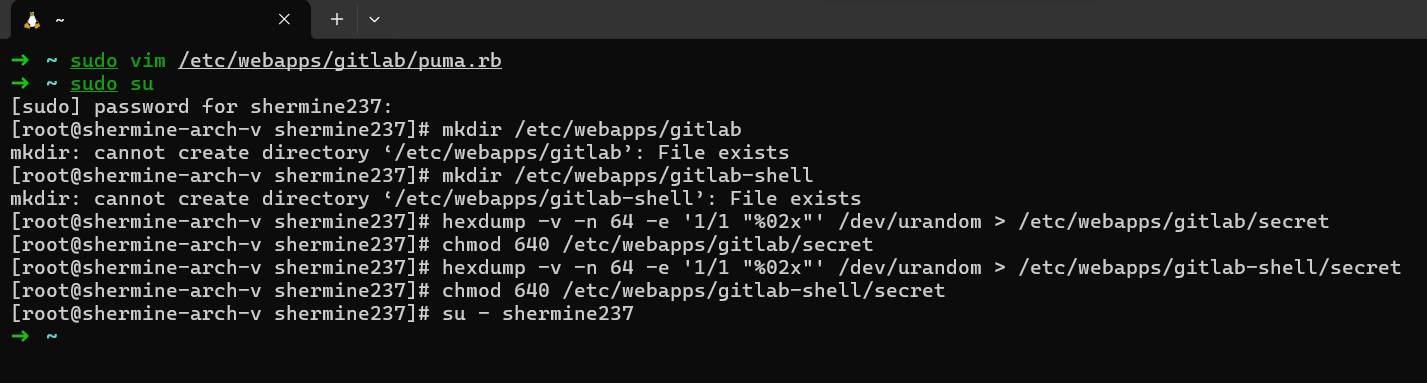 ~
➜ ~ sudo vim /etc/webapps/gitlab/puma.rb
➜ ~ sudo su
[sudo] password for shermine237:
[root@shermine-arch-v shermine237]# mkdir /etc/webapps/gitlab
mkdir: cannot create directory ‘/etc/webapps/gitlab’: File exists
[root@shermine-arch-v shermine237]# mkdir /etc/webapps/gitlab-shell
mkdir: cannot create directory ‘/etc/webapps/gitlab-shell’: File exists
[root@shermine-arch-v shermine237]# hexdump -v -n 64 -e '1/1 "%02x"' /dev/urandom > /etc/webapps/gitlab/secret
[root@shermine-arch-v shermine237]# chmod 640 /etc/webapps/gitlab/secret
[root@shermine-arch-v shermine237]# hexdump -v -n 64 -e '1/1 "%02x"' /dev/urandom > /etc/webapps/gitlab-shell/secret
[root@shermine-arch-v shermine237]# chmod 640 /etc/webapps/gitlab-shell/secret
[root@shermine-arch-v shermine237]# su - shermine237
➜ ~